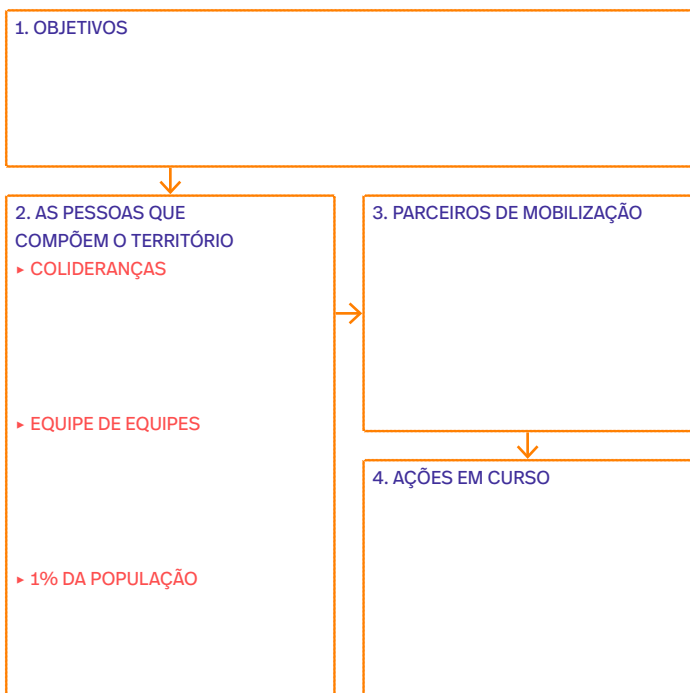 1. OBJETIVOS
2. AS PESSOAS QUE
COMPÕEM O TERRITÓRIO
▸ COLIDERANÇAS
▸ EQUIPE DE EQUIPES
▸ 1% DA POPULAÇÃO
3. PARCEIROS DE MOBILIZAÇÃO
4. AÇÕES EM CURSO